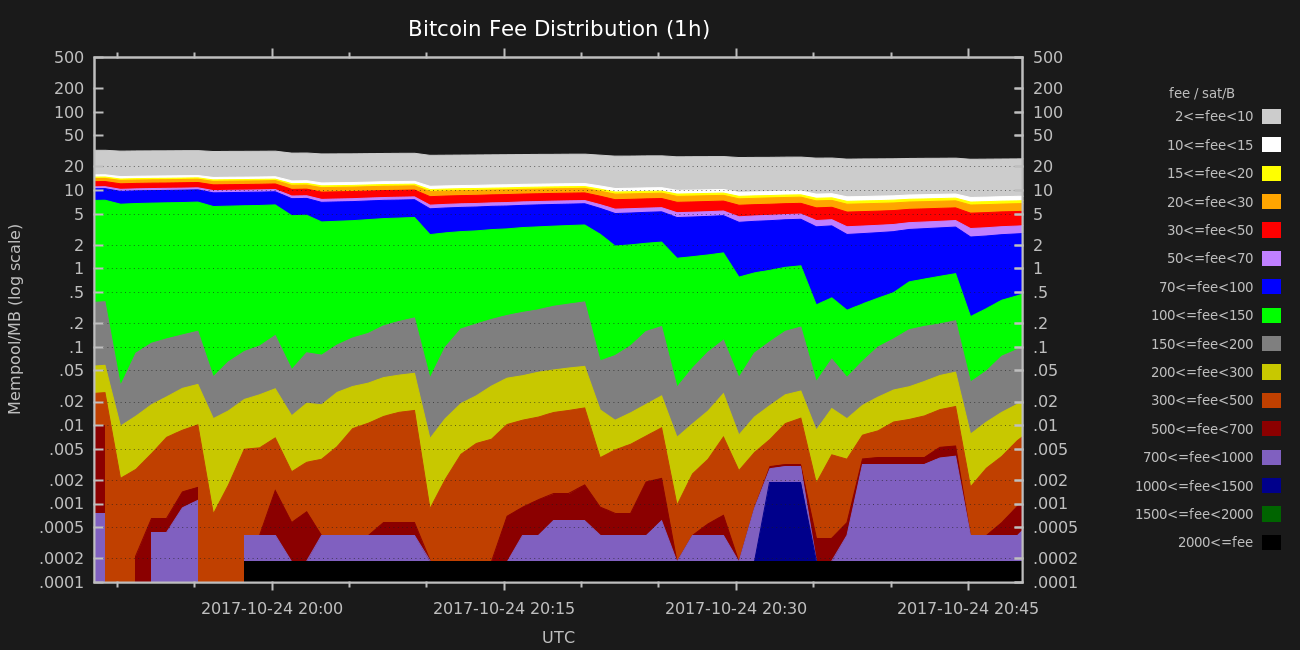 Bitcoin Fee Distribution (1h)
500 500
200 200
100 100
50 50
20 20
10 10
5 5
2 2
1 1
.5 .5
.2 .2
.1 .1
.05 .05
.02 .02
.01 .01
.005 .005
.002 .002
.001 .001
.0005 .0005
.0002 .0002
.0001 .0001
Mempool/MB (log scale)
2017-10-24 20:00 2017-10-24 20:15 2017-10-24 20:30 2017-10-24 20:45
UTC
fee / sat/B
2<=fee<10
10<=fee<15
15<=fee<20
20<=fee<30
30<=fee<50
50<=fee<70
70<=fee<100
100<=fee<150
150<=fee<200
200<=fee<300
300<=fee<500
500<=fee<700
700<=fee<1000
1000<=fee<1500
1500<=fee<2000
2000<=fee